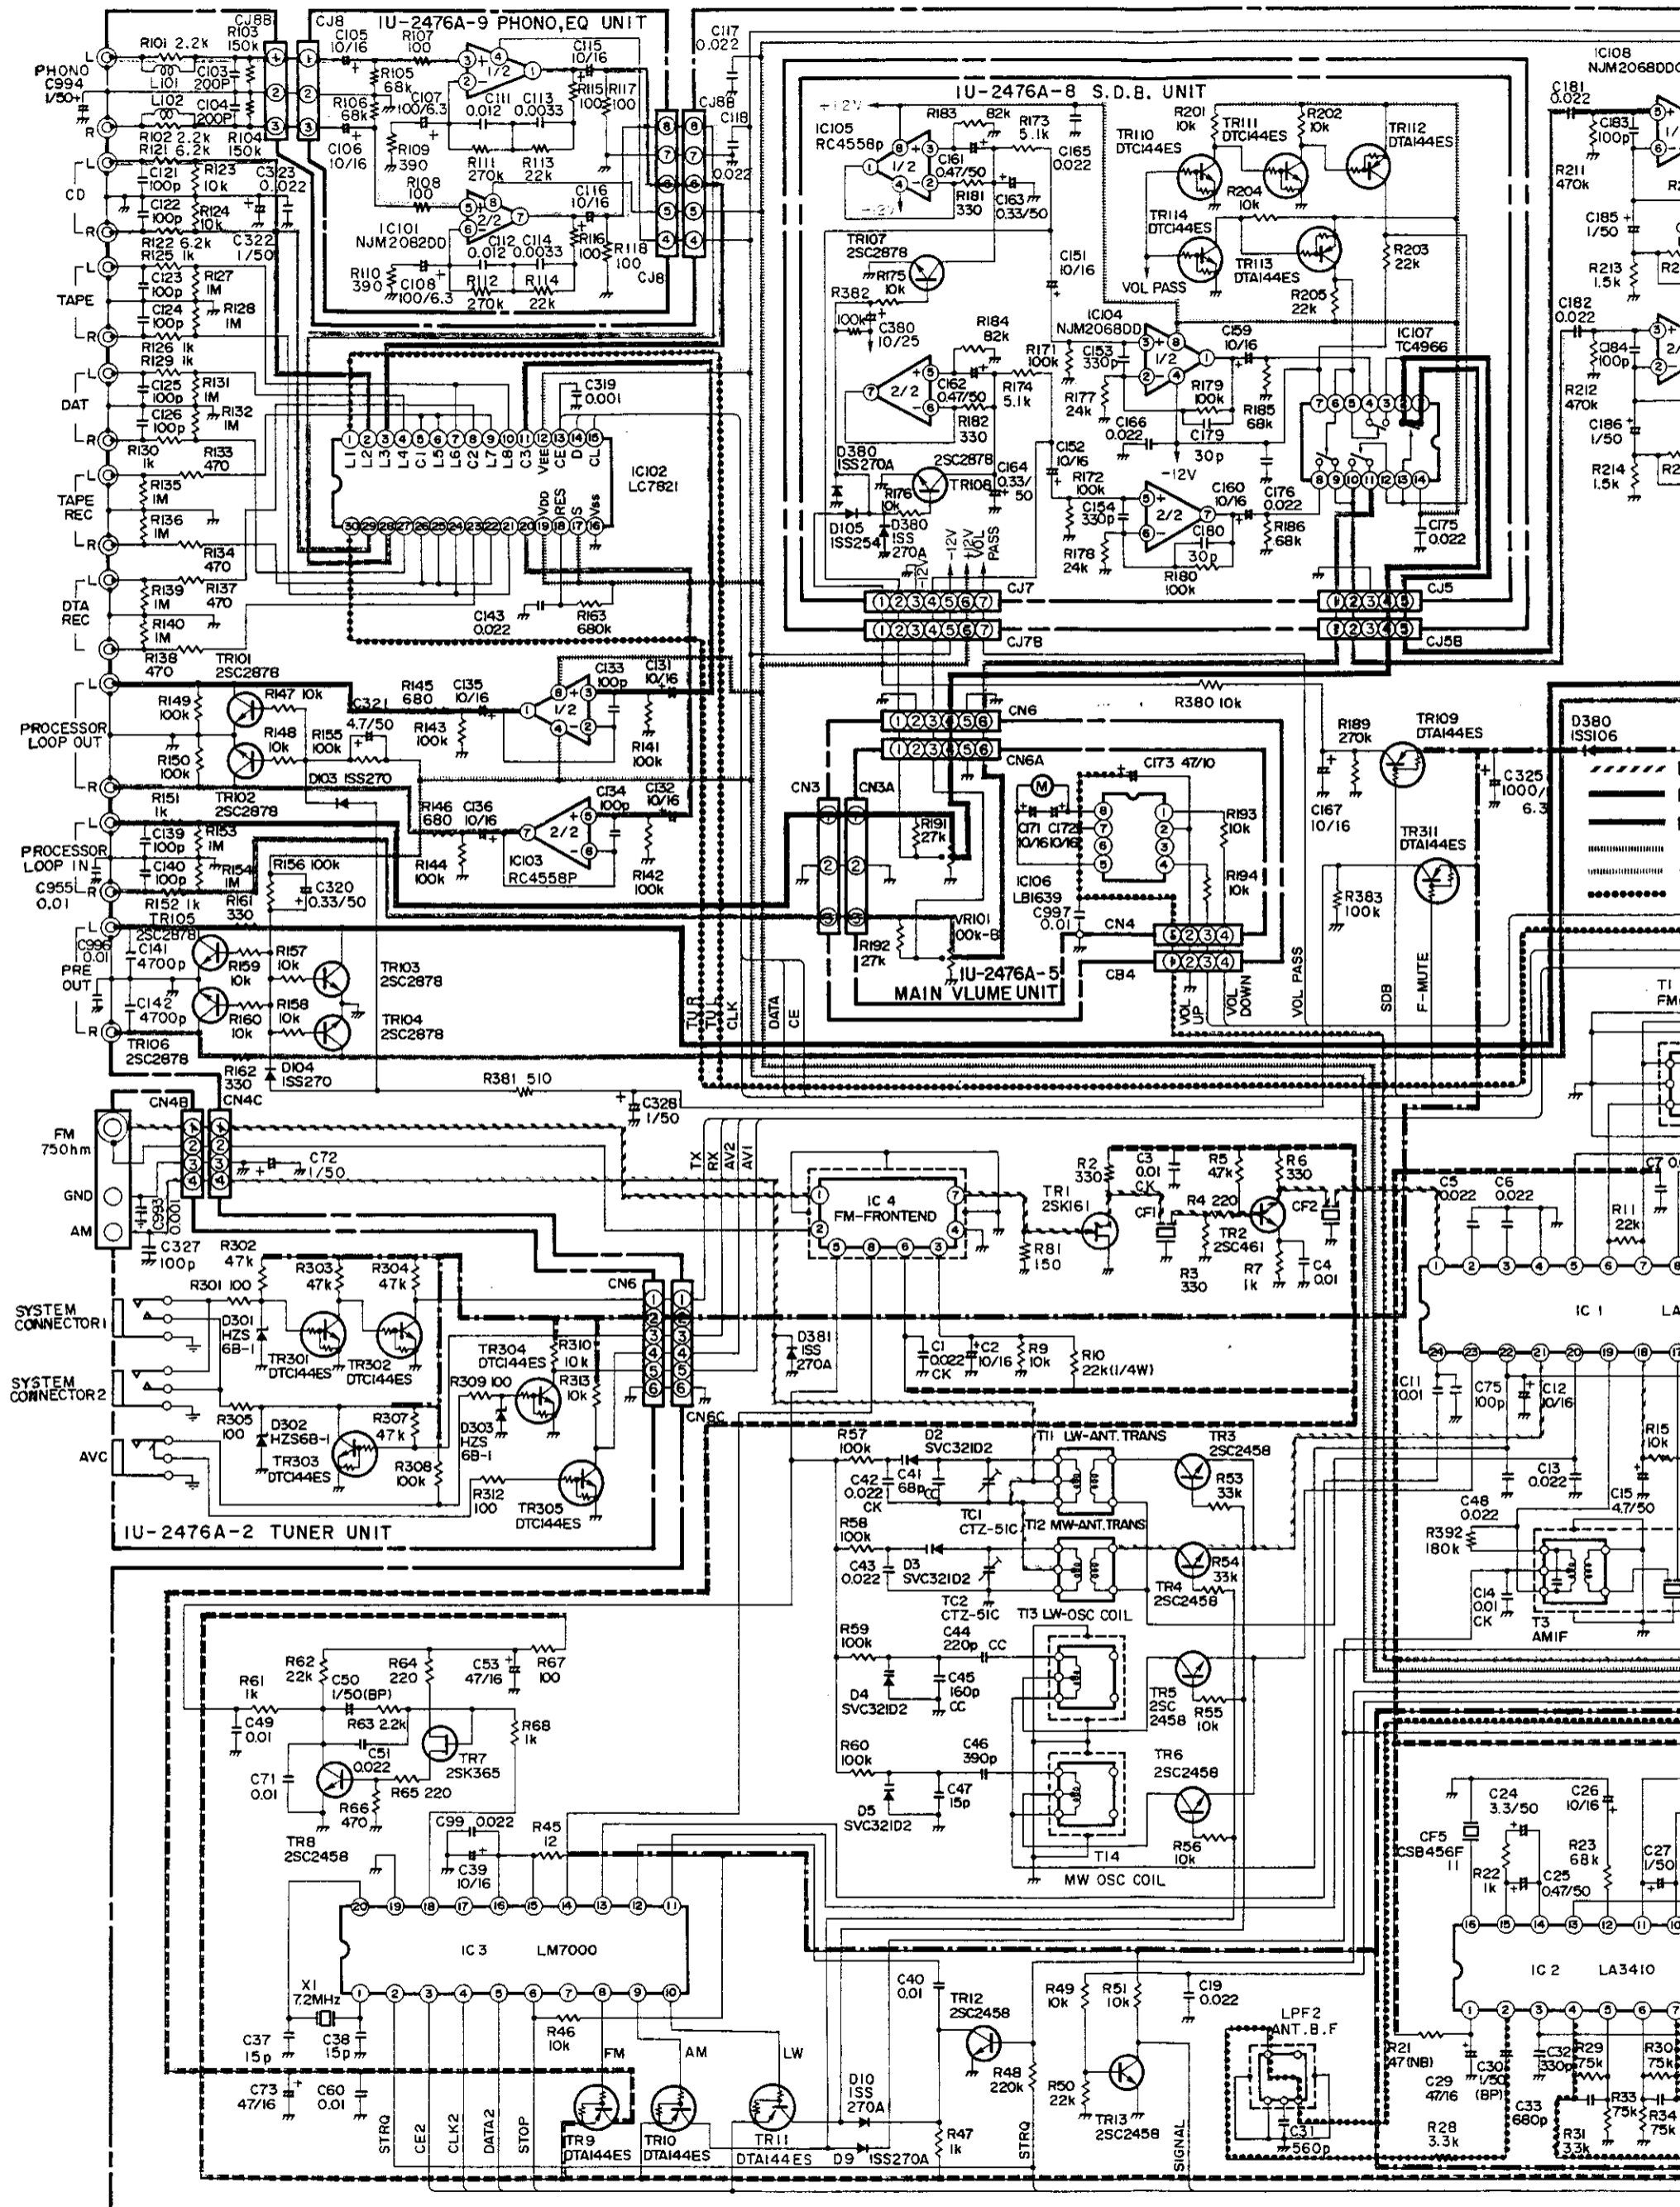 CJ8B
CJ8
1U-2476A-9 PHONO,EQ UNIT
R101 2.2k
R103
150k
C105
10/16
R107
100
C115
10/16
C117
0.022
IC108
PHONO
C994
L101
C103
200P
R105
68k
C107
100/6.3
C111
0.012
C113
0.0033
R115
100
R117
100
L102
C104
200P
R106
68k
R102 2.2k
R121 6.2k
R104
150k
C106
10/16
R109
390
R111
270k
R113
22k
CJ8B
C118
0.022
CD
C121
100p
R123
10k
C122
100p
R124
10k
R108
100
C116
10/16
IC101
NJM2082DD
C112
0.012
C114
0.0033
R116
100
R118
100
R122 6.2k
R125 1k
C322
1/50
R110
390
C108
100/6.3
R112
270k
R114
22k
CJ8
TAPE
C123
100p
R127
1M
C124
100p
R128
1M
R126 1k
R129 1k
DAT
C125
100p
R131
1M
C126
100p
R132
1M
R130
1k
R133
470
C319
0.001
IC102
LC7821
TAPE
REC
R135
1M
R136
1M
R134
470
DTA
REC
R139
1M
R137
470
R140
1M
R138
470
C143
0.022
R163
680k
1U-2476A-8 S.D.B. UNIT
+12V
IC105
RC4558p
R183
82k
R173
5.1k
C165
0.022
C161
0.47/50
R181
330
C163
0.33/50
-12V
TR107
2SC2878
R175
10k
C151
10/16
R382
100k
C380
10/25
R184
82k
R171
100k
C162
0.47/50
R174
5.1k
R182
330
C152
10/16
D380
ISS270A
2SC2878
TR108
C164
0.33/
50
R176
10k
D105
ISS254
D380
ISS
270A
-12V
+12V
VOL
PASS
R201
10k
TR111
DTC144ES
R202
10k
TR112
DTA144ES
TR110
DTC144ES
R204
10k
TR114
DTC144ES
TR113
DTA144ES
R203
22k
VOL PASS
R205
22k
IC104
NJM2068DD
C159
10/16
IC107
TC4966
C153
330p
R179
100k
R177
24k
R185
68k
C166
0.022
C179
30p
-12V
R172
100k
C154
330p
C160
10/16
C176
0.022
R186
68k
C180
30p
R178
24k
R180
100k
C175
0.022
CJ7
CJ7B
CJ5
CJ5B
NJM2068DD
C181
0.022
C183
100p
R211
470k
C185
1/50
R213
1.5k
C182
0.022
C184
100p
R212
470k
C186
1/50
R214
1.5k
TR101
2SC2878
R149
100k
R147 10k
C321
4.7/50
R145
680
C135
10/16
C133
100p
C131
10/16
PROCESSOR
LOOP OUT
R148
10k
R155
100k
R143
100k
R141
100k
R150
100k
D103 ISS270
TR102
2SC2878
R151
1k
R146
680
C136
10/16
C134
100p
C132
10/16
PROCESSOR
LOOP IN
C139
100p
R153
1M
C140
100p
R154
1M
R156 100k
C320
0.33/50
R144
100k
IC103
RC4558P
R142
100k
C955
0.01
R152 1k
R161
330
TR105
2SC2878
C996
0.01
PRE
OUT
C141
4700p
R159
10k
R157
10k
TR103
2SC2878
C142
4700p
R160
10k
R158
10k
TR104
2SC2878
TR106
2SC2878
R162
330
D104
ISS270
R381 510
C328
1/50
CN3
CN3A
CN6
CN6A
R380 10k
C173 47/10
R191
27k
C171
10/16
C172
10/16
R193
10k
IC106
LB1639
R194
10k
C997
0.01
CN4
CB4
R192
27k
VR101
100k-B
1U-2476A-5
MAIN VLUME UNIT
TU R
TU L
CLK
DATA
CE
VOL
UP
VOL
DOWN
VOL PASS
SDB
F-MUTE
R189
270k
TR109
DTA144ES
D380
ISS106
C167
10/16
C325
1000/
6.3
TR311
DTA144ES
R383
100k
CN4B
CN4C
FM
75ohm
C72
1/50
GND
AM
C993
0.001
C327
100p
TX
RX
AV2
AV1
IC 4
FM-FRONTEND
R2
330
C3
0.01
CK
TR1
2SK161
CF1
R4 220
R5
47k
R6
330
CF2
TR2
2SC461
R81
150
R3
330
R7
1k
C4
0.01
C5
0.022
C6
0.022
R11
22k
IC 1
R302
47k
R301 100
R303
47k
R304
47k
SYSTEM
CONNECTOR1
D301
HZS
6B-1
TR301
DTC144ES
TR302
DTC144ES
TR304
DTC144ES
R310
10k
R309 100
R313
10k
SYSTEM
CONNECTOR2
R305
100
D302
HZS6B-1
R307
47k
D303
HZS
6B-1
AVC
TR303
DTC144ES
R308
100k
R312
100
TR305
DTC144ES
CN6
CN6C
1U-2476A-2 TUNER UNIT
D381
ISS
270A
C1
0.022
CK
C2
10/16
R9
10k
R10
22k(1/4W)
C11
0.01
C75
100p
C12
10/16
R15
10k
C13
0.022
C15
4.7/50
C48
0.022
R392
180k
C14
0.01
CK
T3
AMIF
R57
100k
D2
SVC321D2
T11 LW-ANT.TRANS
TR3
2SC2458
C42
0.022
CK
C41
68p
CC
R53
33k
TC1
CTZ-51C
T12 MW-ANT.TRANS
R58
100k
C43
0.022
D3
SVC321D2
R54
33k
TR4
2SC2458
TC2
CTZ-51C
T13 LW-OSC COIL
R59
100k
C44
220p CC
C45
160p
CC
D4
SVC321D2
TR5
2SC
2458
R55
10k
R60
100k
C46
390p
TR6
2SC2458
C47
15p
D5
SVC321D2
R56
10k
T14
MW OSC COIL
R62
22k
R64
220
C53
47/16
R67
100
R61
1k
C50
1/50(BP)
R63 2.2k
R68
1k
C49
0.01
C51
0.022
TR7
2SK365
C71
0.01
R65 220
R66
470
TR8
2SC2458
C99 0.022
R45
12
C39
10/16
IC 3 LM7000
X1
7.2MHz
C37
15p
C38
15p
R46
10k
FM
AM
LW
C73
47/16
C60
0.01
STRQ
CE2
CLK2
DATA2
STOP
TR9
DTA144ES
TR10
DTA144ES
TR11
DTA144ES
D10
ISS
270A
D9 ISS270A
C40
0.01
TR12
2SC2458
R49
10k
R51
10k
C19
0.022
R48
220k
R50
22k
R47
1k
STRQ
TR13
2SC2458
SIGNAL
LPF2
ANT.B.F
C31
560p
C24
3.3/50
C26
10/16
CF5
CSB456F
11
R22
1k
C25
0.47/50
R23
68k
C27
1/50
IC 2 LA3410
R21
47(NB)
C29
47/16
C30
1/50
(BP)
C32
330p
R29
75k
R30
75k
C33
680p
R33
75k
R34
75k
R28
3.3k
R31
3.3k